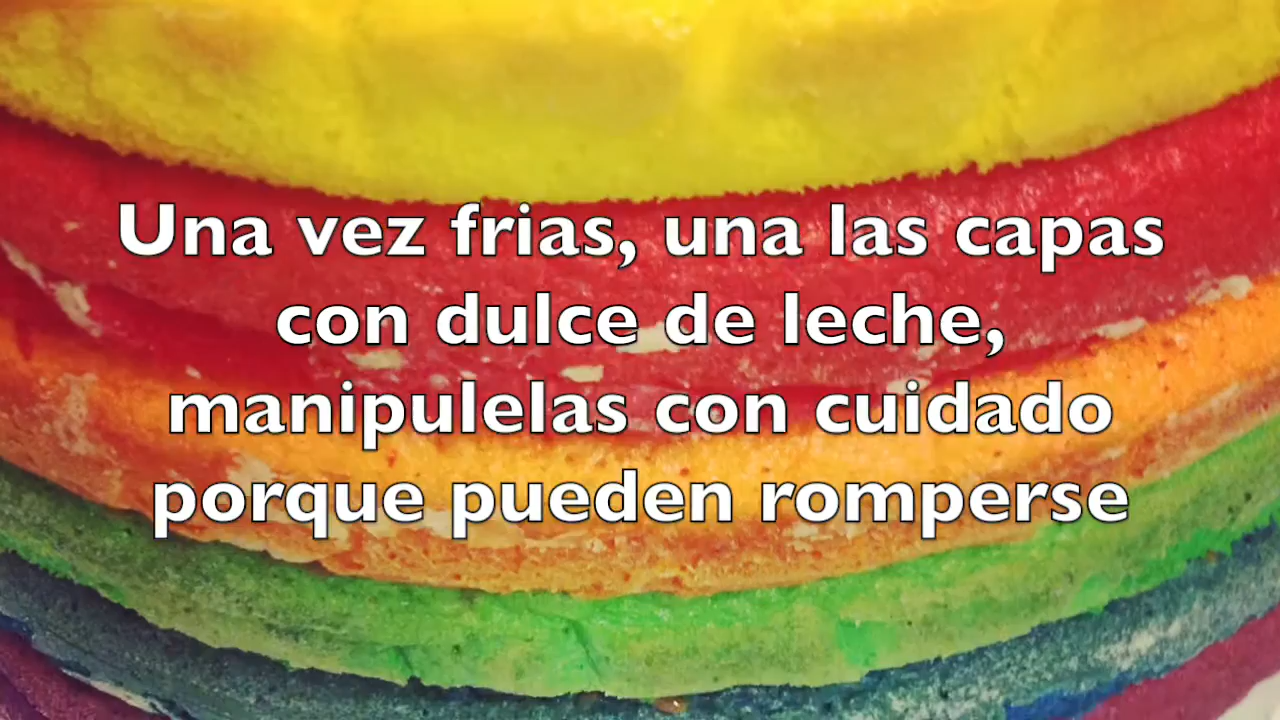 Una vez frias, una las capas
con dulce de leche,
manipulelas con cuidado
porque pueden romperse